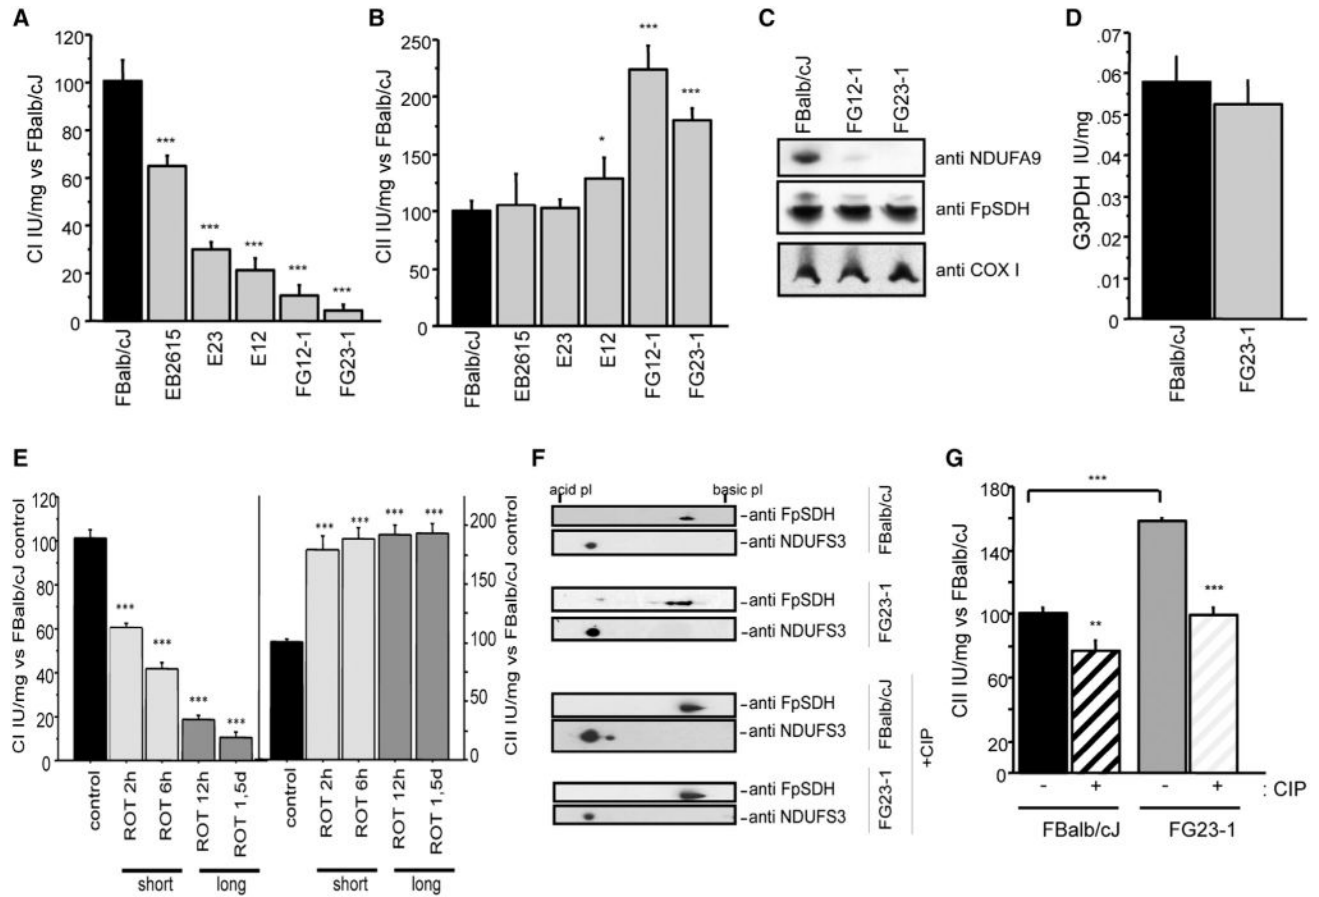 A
CI IU/mg vs FBalb/cJ
120
100
80
60
40
20
0
***
***
***
***
***
FBalb/cJ
EB2615
E23
E12
FG12-1
FG23-1
B
CII IU/mg vs FBalb/cJ
250
200
150
100
50
0
*
***
***
FBalb/cJ
EB2615
E23
E12
FG12-1
FG23-1
C
FBalb/cJ
FG12-1
FG23-1
anti NDUFA9
anti FpSDH
anti COX I
D
G3PDH IU/mg
.07
.06
.05
.04
.03
.02
.01
0
FBalb/cJ
FG23-1
E
CI IU/mg vs FBalb/cJ control
120
100
80
60
40
20
0
***
***
***
***
control
ROT 2h
ROT 6h
ROT 12h
ROT 1,5d
short
long
***
***
***
***
200
150
100
50
0
CII IU/mg vs FBalb/cJ control
control
ROT 2h
ROT 6h
ROT 12h
ROT 1,5d
short
long
F
acid pI
basic pI
-anti FpSDH
-anti NDUFS3
FBalb/cJ
-anti FpSDH
-anti NDUFS3
FG23-1
-anti FpSDH
-anti NDUFS3
FBalb/cJ
-anti FpSDH
-anti NDUFS3
FG23-1
+CIP
G
CII IU/mg vs FBalb/cJ
180
140
100
60
20
0
***
**
***
- + - + : CIP
FBalb/cJ FG23-1